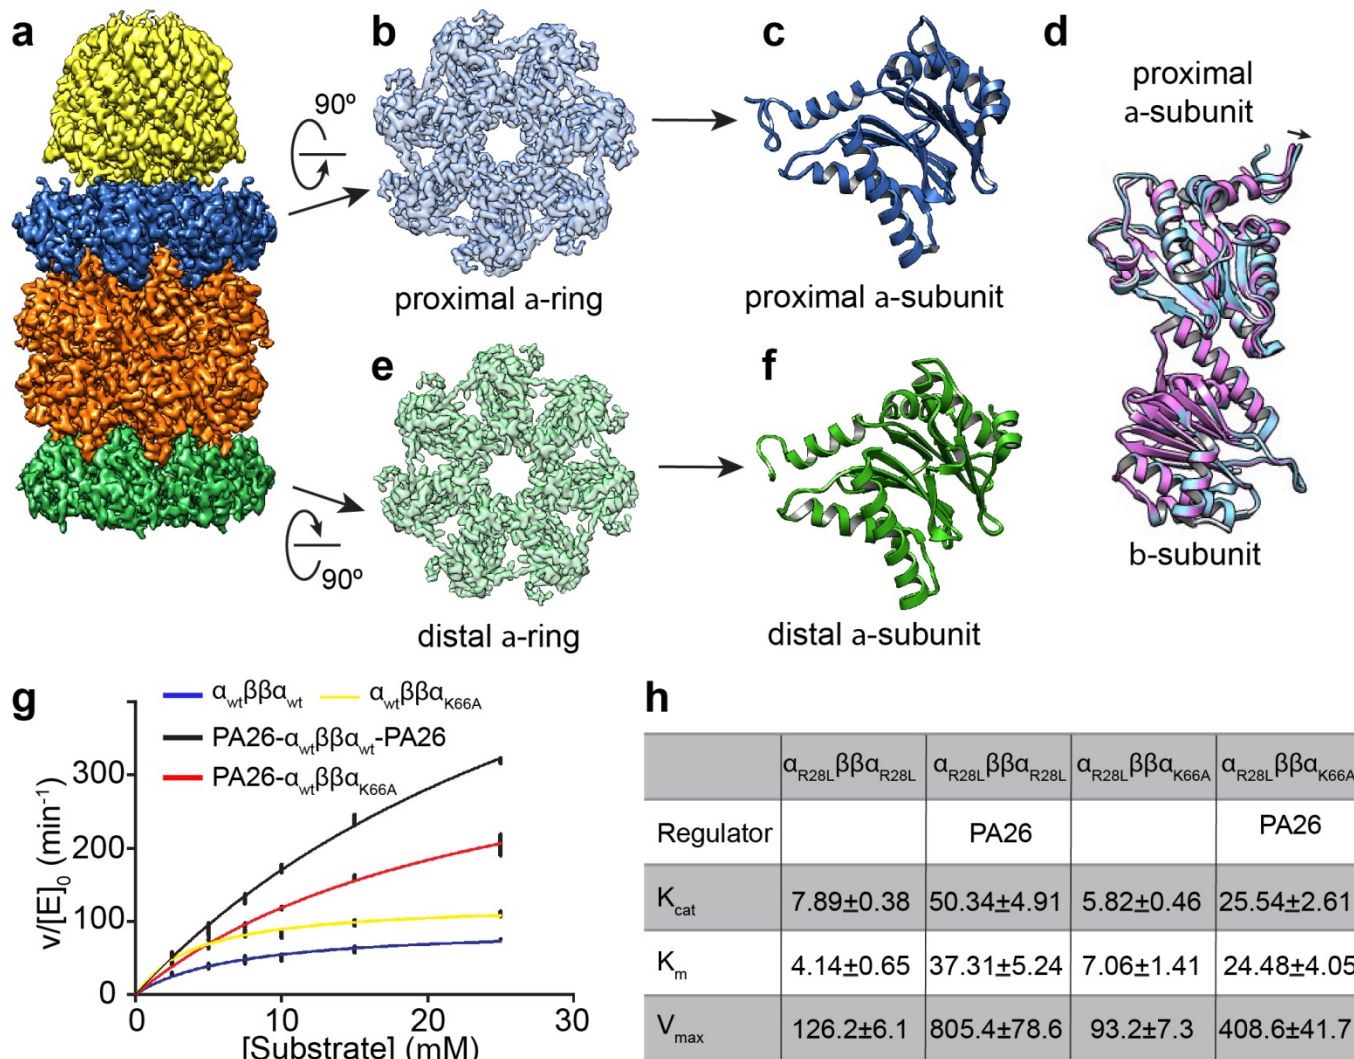 a
b
c
d
90º
proximal
a-subunit
proximal a-ring
proximal a-subunit
e
f
90º
b-subunit
distal a-ring
distal a-subunit
g
αwtββαwt αwtββαK66A
PA26-αwtββαwt-PA26
PA26-αwtββαK66A
v/[E]0 (min-1)
300
200
100
0
0 10 20 30
[Substrate] (mM)
h
αR28LββαR28L αR28LββαR28L αR28LββαK66A αR28LββαK66A
Regulator PA26 PA26
Kcat 7.89±0.38 50.34±4.91 5.82±0.46 25.54±2.61
Km 4.14±0.65 37.31±5.24 7.06±1.41 24.48±4.05
Vmax 126.2±6.1 805.4±78.6 93.2±7.3 408.6±41.7